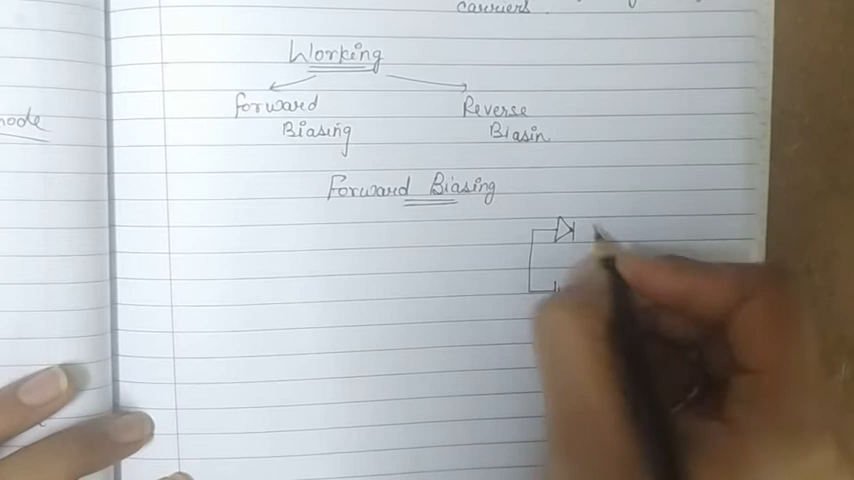 carriers.
Working
forward
Biasing
Reverse
Biasin
Forward Biasing